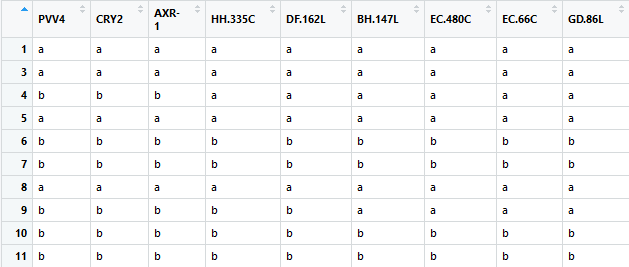 PVV4 CRY2 AXR-1 HH.335C DF.162L BH.147L EC.480C EC.66C GD.86L
1 a a a a a a a a a
3 a a a a a a a a a
4 b b b a a a a a a
5 a a a a a a a a a
6 b b b b b b b b b
7 b b b b b b b b b
8 a a a a a a a a a
9 b b b b b a a a a
10 b b b b b b b b b
11 b b b b b b b b b